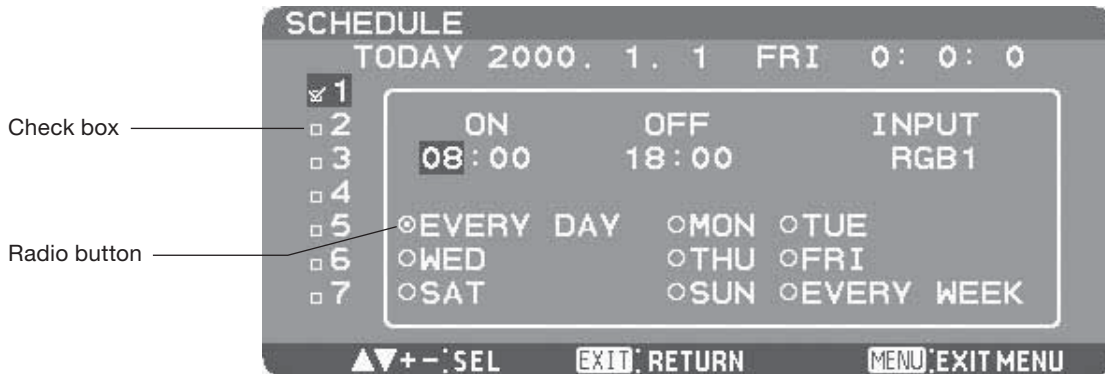 SCHEDULE
TODAY 2000. 1. 1 FRI 0: 0: 0
1
Check box
2 ON OFF INPUT
3 08:00 18:00 RGB1
4
5 EVERY DAY MON TUE
Radio button
6 WED THU FRI
7 SAT SUN EVERY WEEK
▲▼+−:SEL EXIT: RETURN MENU:EXIT MENU